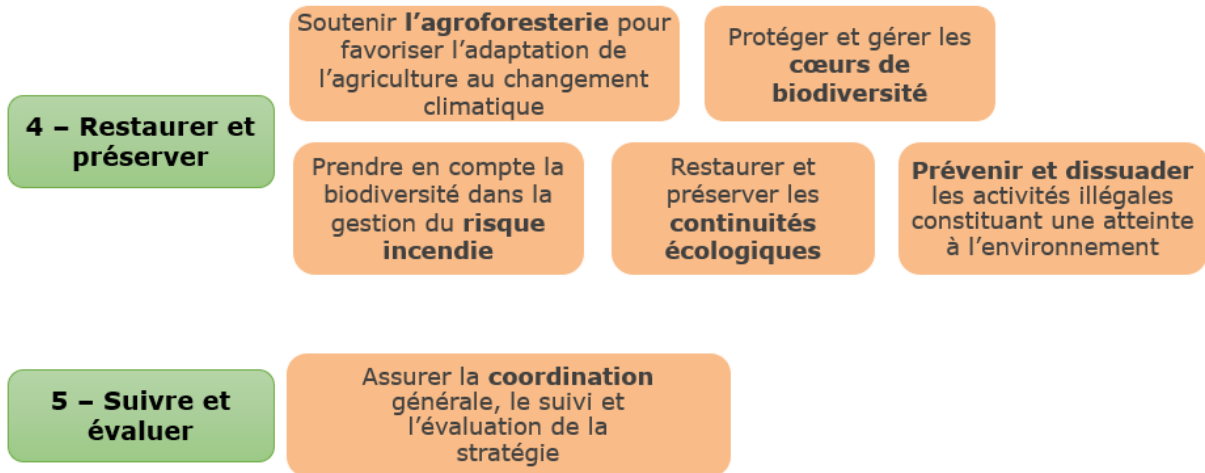 4 – Restaurer et
préserver
Soutenir l’agroforesterie pour
favoriser l’adaptation de
l’agriculture au changement
climatique
Protéger et gérer les
cœurs de
biodiversité
Prendre en compte la
biodiversité dans la
gestion du risque
incendie
Restaurer et
préserver les
continuités
écologiques
Prévenir et dissuader
les activités illégales
constituant une atteinte
à l’environnement
5 – Suivre et
évaluer
Assurer la coordination
générale, le suivi et
l’évaluation de la
stratégie